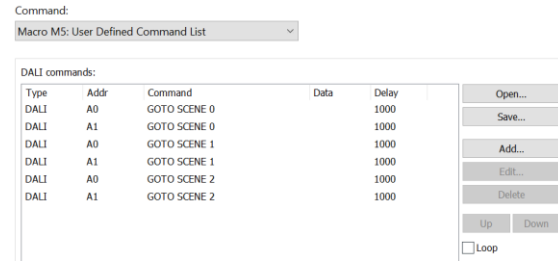 Command:
Macro M5: User Defined Command List
DALI commands:
Type Addr Command Data Delay
DALI A0 GOTO SCENE 0 1000
DALI A1 GOTO SCENE 0 1000
DALI A0 GOTO SCENE 1 1000
DALI A1 GOTO SCENE 1 1000
DALI A0 GOTO SCENE 2 1000
DALI A1 GOTO SCENE 2 1000
Open...
Save...
Add...
Edit...
Delete
Up Down
Loop